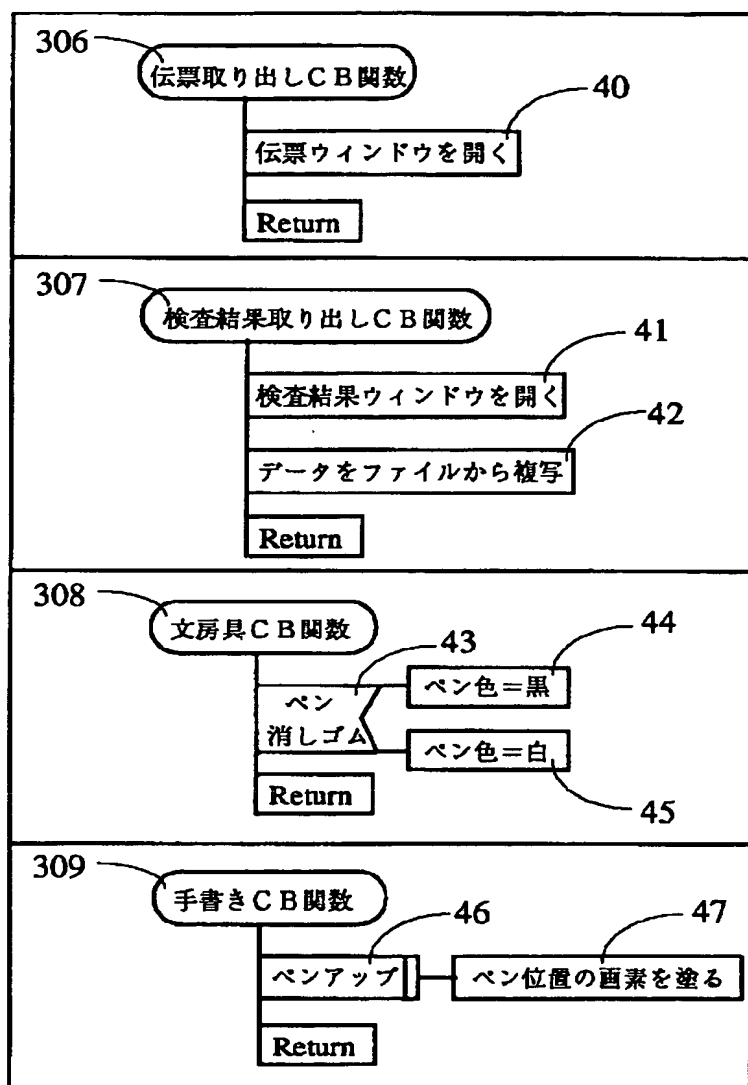 306
伝票取り出しCB関数
40
伝票ウィンドウを開く
Return
307
検査結果取り出しCB関数
41
検査結果ウィンドウを開く
42
データをファイルから複写
Return
308
文房具CB関数
43
44
ペン
ペン色=黒
消しゴム
ペン色=白
Return
45
309
手書きCB関数
46
47
ペンアップ
ペン位置の画素を塗る
Return